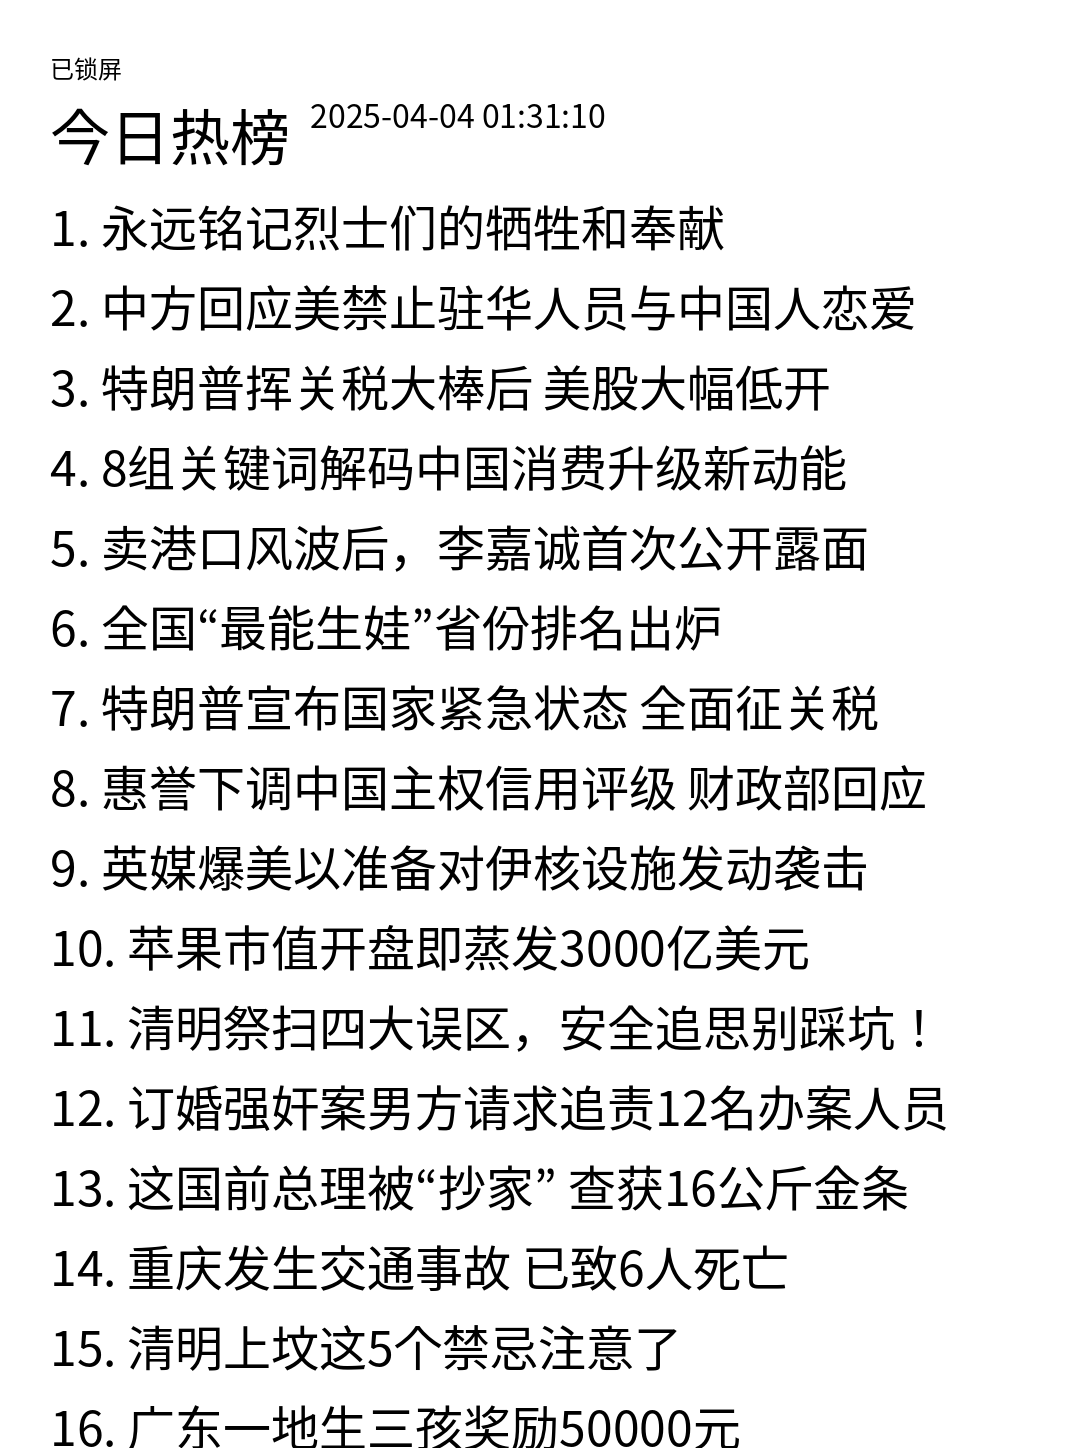 已锁屏
今日热榜 2025-04-04 01:31:10
1. 永远铭记烈士们的牺牲和奉献
2. 中方回应美禁止驻华人员与中国人恋爱
3. 特朗普挥关税大棒后 美股大幅低开
4. 8组关键词解码中国消费升级新动能
5. 卖港口风波后，李嘉诚首次公开露面
6. 全国“最能生娃”省份排名出炉
7. 特朗普宣布国家紧急状态 全面征关税
8. 惠誉下调中国主权信用评级 财政部回应
9. 英媒爆美以准备对伊核设施发动袭击
10. 苹果市值开盘即蒸发3000亿美元
11. 清明祭扫四大误区，安全追思别踩坑！
12. 订婚强奸案男方请求追责12名办案人员
13. 这国前总理被“抄家” 查获16公斤金条
14. 重庆发生交通事故 已致6人死亡
15. 清明上坟这5个禁忌注意了
16. 广东一地生三孩奖励50000元